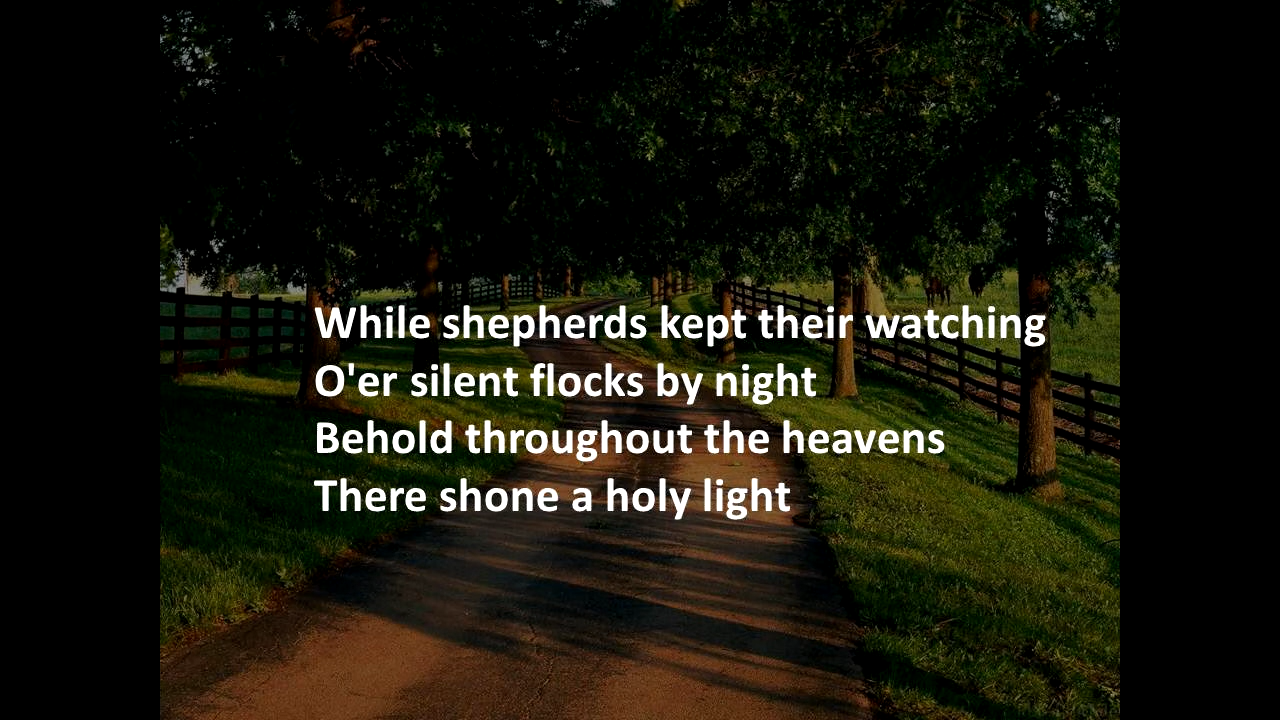 While shepherds kept their watching
O'er silent flocks by night
Behold throughout the heavens
There shone a holy light